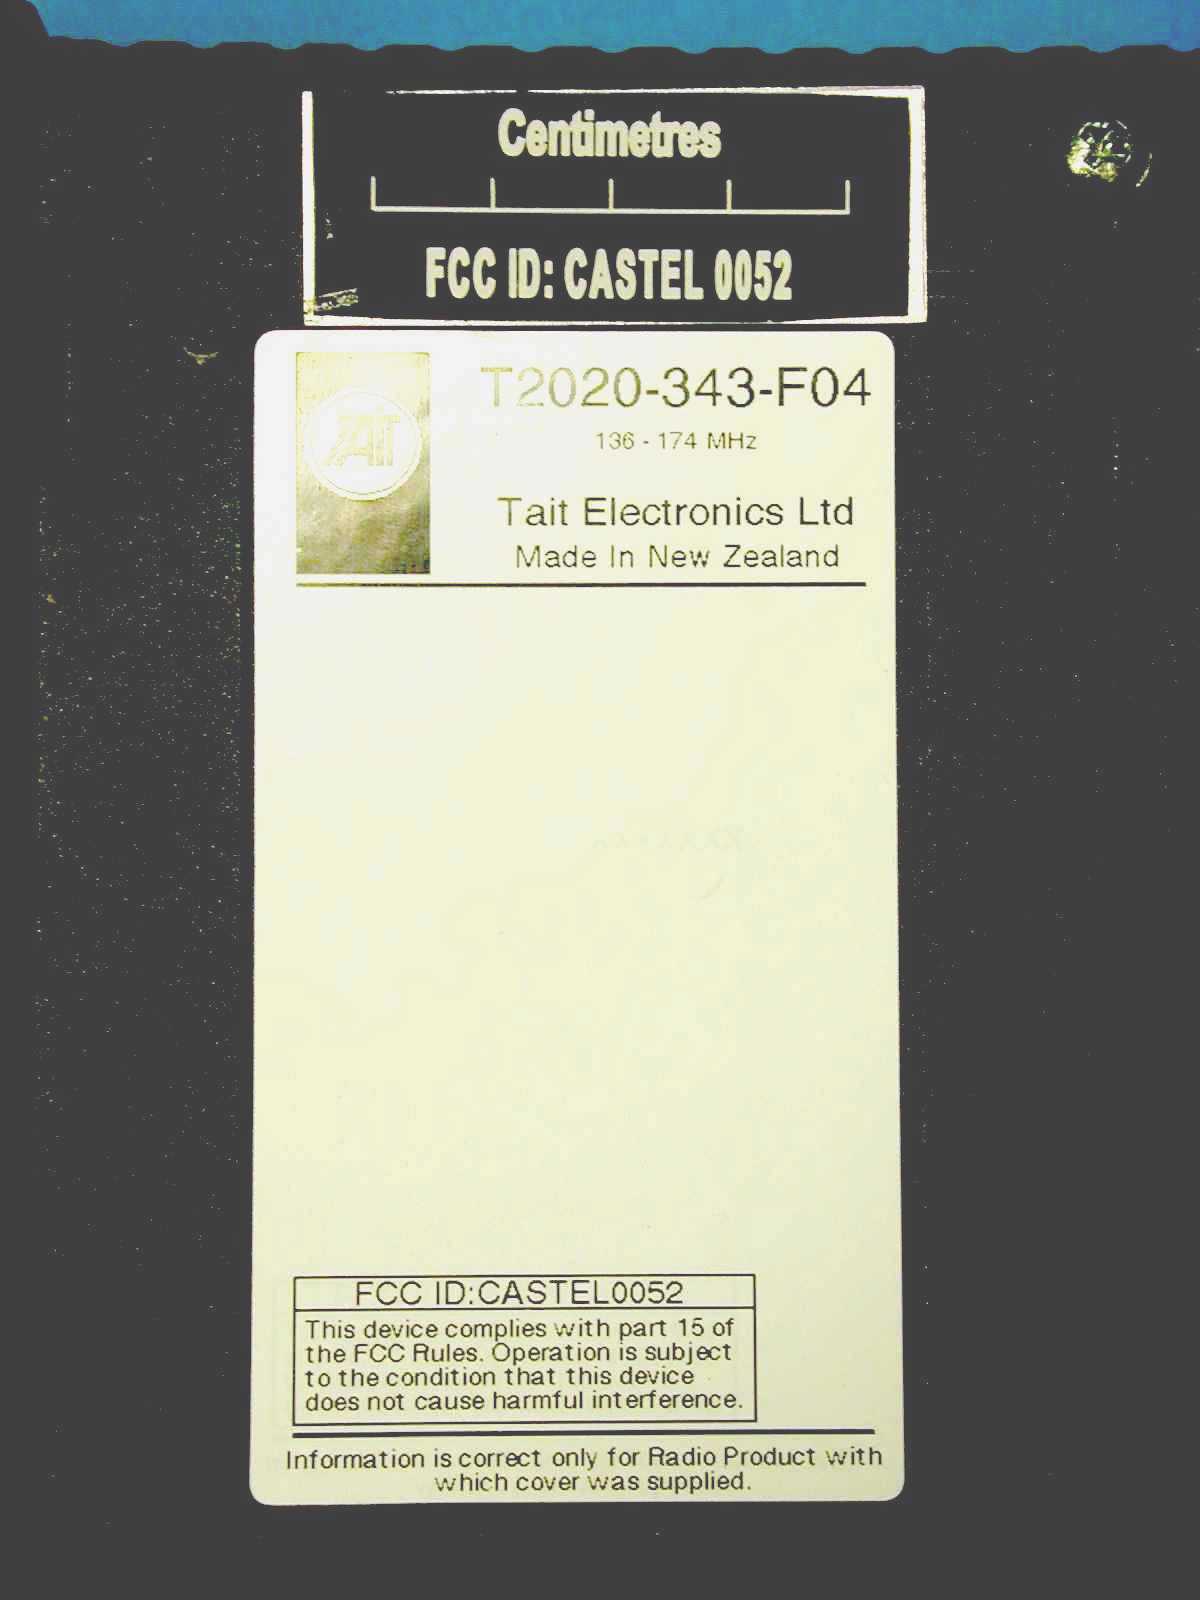 Centimetres
FCC ID: CASTEL 0052
TAIT
T2020-343-F04
136 - 174 MHz
Tait Electronics Ltd
Made In New Zealand
FCC ID:CASTEL0052
This device complies with part 15 of
the FCC Rules. Operation is subject
to the condition that this device
does not cause harmful interference.
Information is correct only for Radio Product with
which cover was supplied.